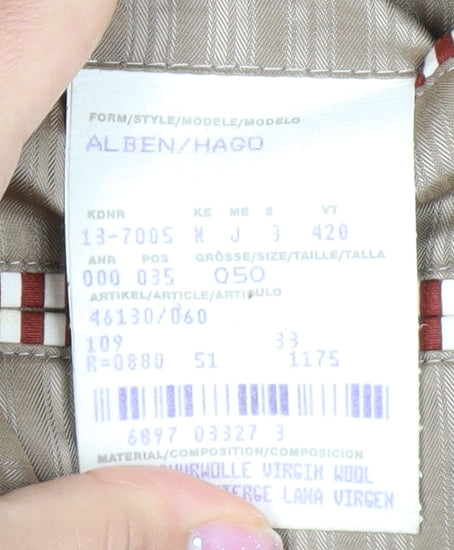 FORM/STYLE/MODELE/MODELO
ALBEN/HAGO
KDNR KE ME S VT
13-7005 N J 3 420
ANR POS GRÖSSE/SIZE/TAILLE/TALLA
000 035 050
ARTIKEL/ARTICLE/ARTICULO
46130/060
109 33
R=0880 51 1175
6897 03327 3
MATERIAL/COMPOSITION/COMPOSICION
VIRGIN WOOL
LANA VIRGEN